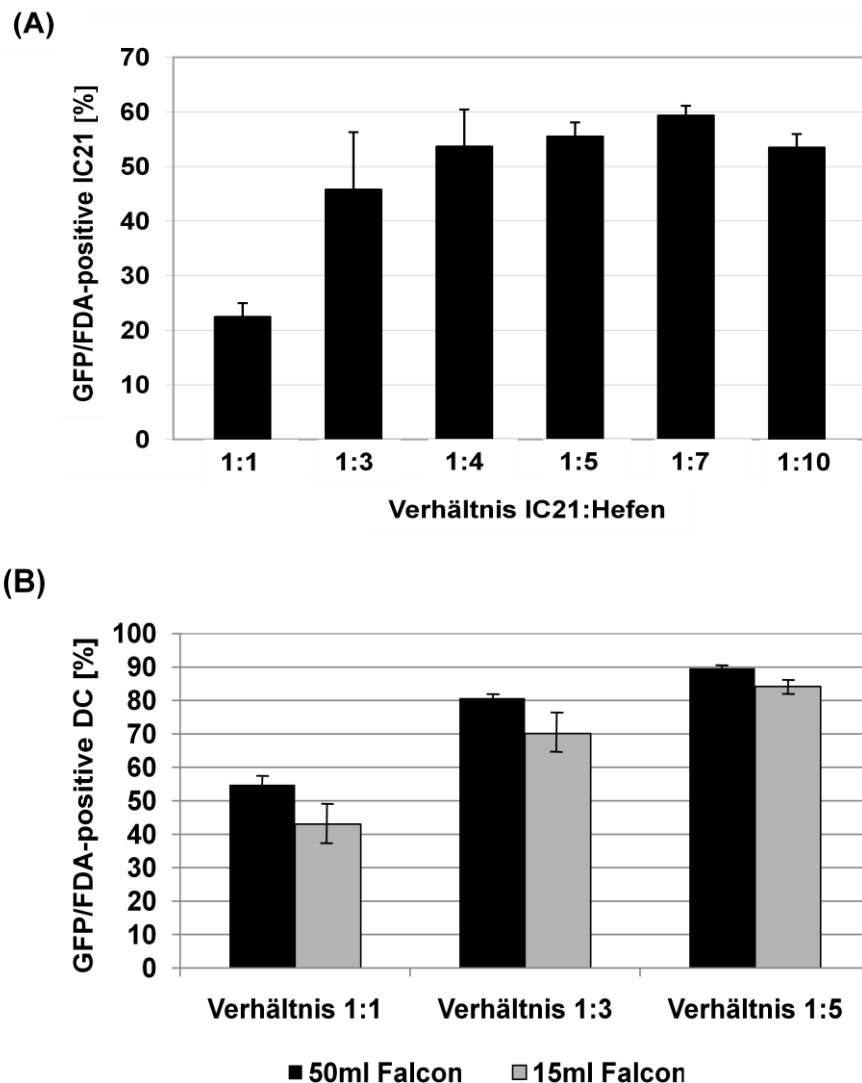 (A)
GFP/FDA-positive IC21 [%]
70
60
50
40
30
20
10
0
1:1 1:3 1:4 1:5 1:7 1:10
Verhältnis IC21:Hefen
(B)
GFP/FDA-positive DC [%]
100
90
80
70
60
50
40
30
20
10
0
Verhältnis 1:1 Verhältnis 1:3 Verhältnis 1:5
50ml Falcon 15ml Falcon